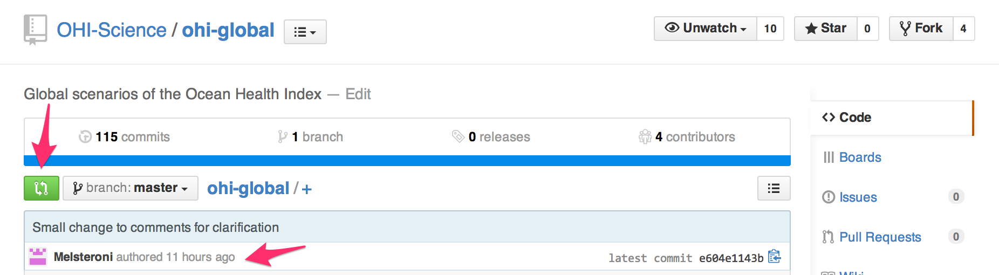 OHI-Science / ohi-global
Unwatch 10 Star 0 Fork 4
Global scenarios of the Ocean Health Index — Edit
115 commits 1 branch 0 releases 4 contributors
branch: master ohi-global / +
Small change to comments for clarification
Melsteroni authored 11 hours ago latest commit e604e1143b
Code
Boards
Issues 0
Pull Requests 0
Wiki